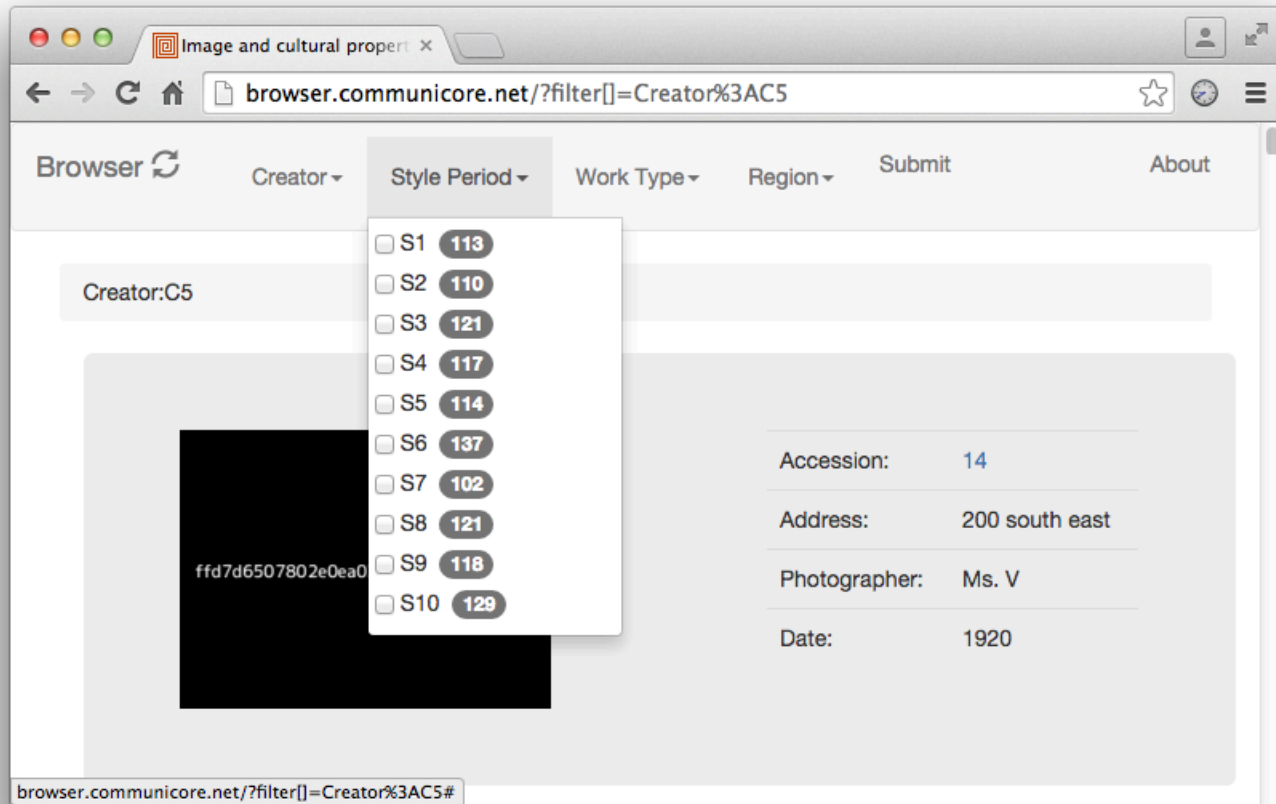 Image and cultural propert
browser.communicore.net/?filter[]=Creator%3AC5
Browser Creator Style Period Work Type Region Submit About
S1 113
S2 110
S3 121
S4 117
S5 114
S6 137
S7 102
S8 121
S9 118
S10 129
Creator:C5
ffd7d6507802e0ea0
Accession: 14
Address: 200 south east
Photographer: Ms. V
Date: 1920
browser.communicore.net/?filter[]=Creator%3AC5#